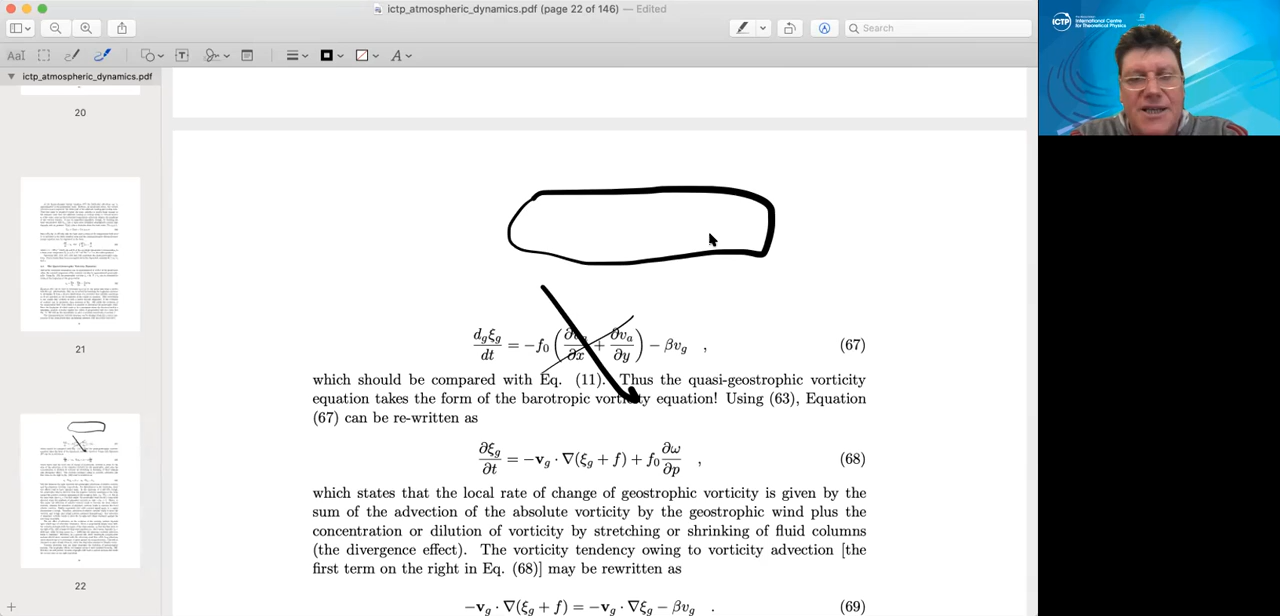 ictp_atmospheric_dynamics.pdf (page 22 of 146) — Edited
Search
ictp_atmospheric_dynamics.pdf
20
21
22
ICTP
International Centre
for Theoretical Physics
d_gξ_g/dt = −f_0 (∂u_a/∂x + ∂v_a/∂y) − βv_g , (67)
which should be compared with Eq. (11). Thus the quasi-geostrophic vorticity
equation takes the form of the barotropic vorticity equation! Using (63), Equation
(67) can be re-written as
∂ξ_g/∂t = −v_g · ∇(ξ_g + f) + f_0 ∂ω/∂p , (68)
which states that the local rate of change of geostrophic vorticity is given by the
sum of the advection of the absolute vorticity by the geostrophic wind plus the
concentration or dilution of vorticity by stretching or shrinking of fluid columns
(the divergence effect). The vorticity tendency owing to vorticity advection [the
first term on the right in Eq. (68)] may be rewritten as
−v_g · ∇(ξ_g + f) = −v_g · ∇ξ_g − βv_g . (69)